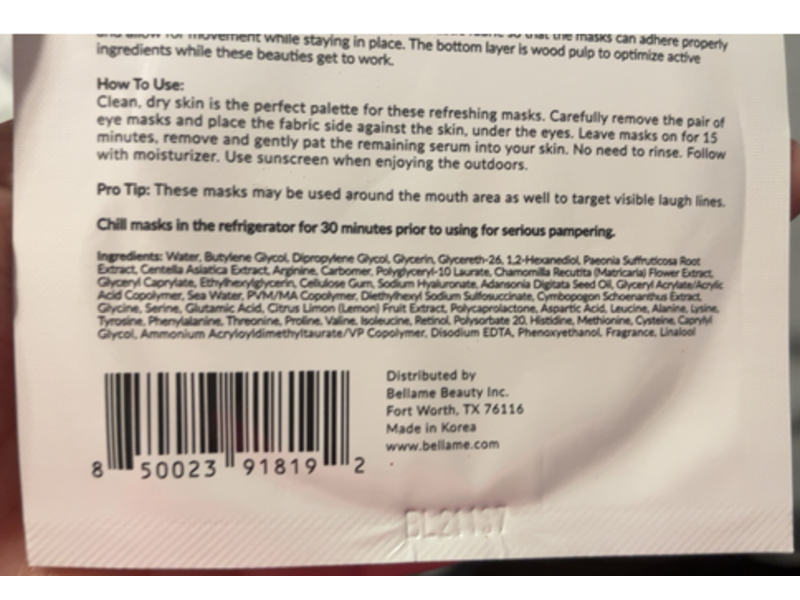 and allow for movement while staying in place. so that the masks can adhere properly
ingredients while these beauties get to work. The bottom layer is wood pulp to optimize active
How To Use:
Clean, dry skin is the perfect palette for these refreshing masks. Carefully remove the pair of
eye masks and place the fabric side against the skin, under the eyes. Leave masks on for 15
minutes, remove and gently pat the remaining serum into your skin. No need to rinse. Follow
with moisturizer. Use sunscreen when enjoying the outdoors.
Pro Tip: These masks may be used around the mouth area as well to target visible laugh lines.
Chill masks in the refrigerator for 30 minutes prior to using for serious pampering.
Ingredients: Water, Butylene Glycol, Dipropylene Glycol, Glycerin, Glycereth-26, 1,2-Hexanediol, Paeonia Suffruticosa Root
Extract, Centella Asiatica Extract, Arginine, Carbomer, Polyglyceryl-10 Laurate, Chamomilla Recutita (Matricaria) Flower Extract,
Glyceryl Caprylate, Ethylhexylglycerin, Cellulose Gum, Sodium Hyaluronate, Adansonia Digitata Seed Oil, Glyceryl Acrylate/Acrylic
Acid Copolymer, Sea Water, PVM/MA Copolymer, Diethylhexyl Sodium Sulfosuccinate, Cymbopogon Schoenanthus Extract,
Glycine, Serine, Glutamic Acid, Citrus Limon (Lemon) Fruit Extract, Polycaprolactone, Aspartic Acid, Leucine, Alanine, Lysine,
Tyrosine, Phenylalanine, Threonine, Proline, Valine, Isoleucine, Retinol, Polysorbate 20, Histidine, Methionine, Cysteine, Caprylyl
Glycol, Ammonium Acryloyldimethyltaurate/VP Copolymer, Disodium EDTA, Phenoxyethanol, Fragrance, Linalool
Distributed by
Bellame Beauty Inc.
Fort Worth, TX 76116
Made in Korea
www.bellame.com
8 50023 91819 2